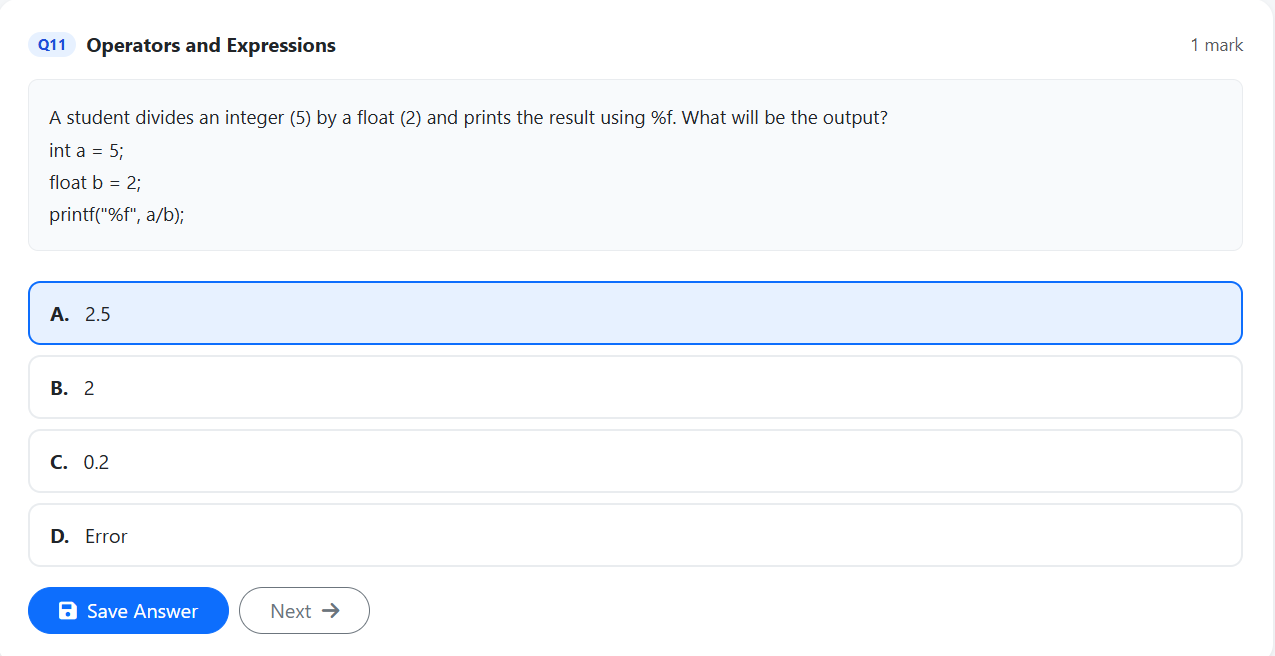 Q11 Operators and Expressions 1 mark
A student divides an integer (5) by a float (2) and prints the result using %f. What will be the output?
int a = 5;
float b = 2;
printf("%f", a/b);
A. 2.5
B. 2
C. 0.2
D. Error
Save Answer Next →